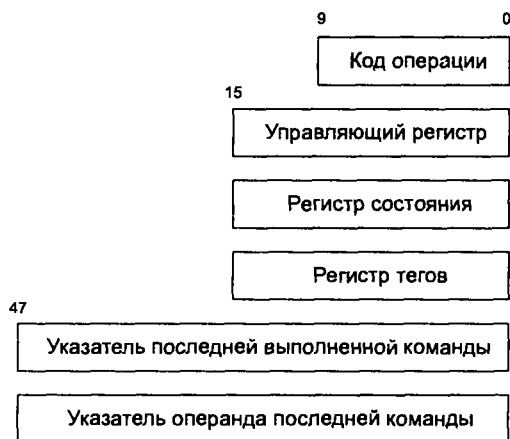 9 0
Код операции
15
Управляющий регистр
Регистр состояния
Регистр тегов
47
Указатель последней выполненной команды
Указатель операнда последней команды